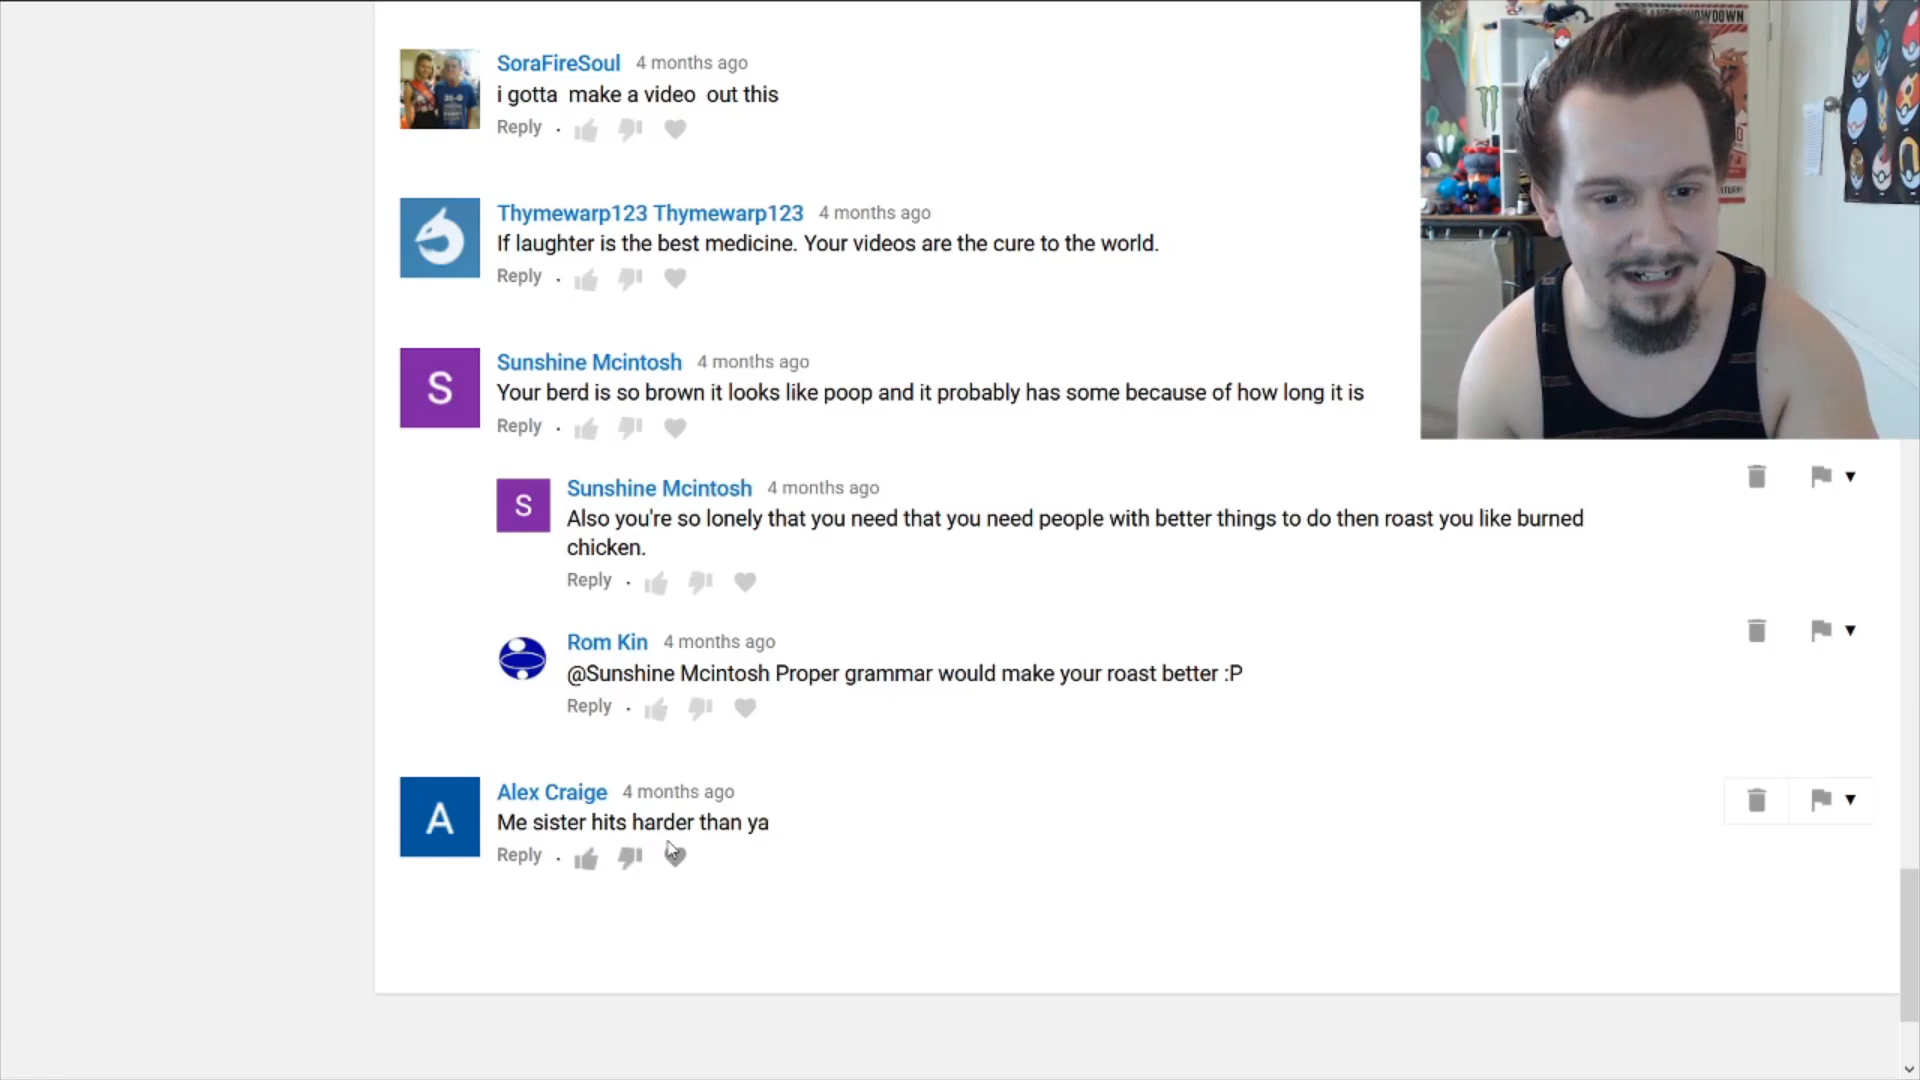 SoraFireSoul 4 months ago
i gotta make a video out this
Reply
Thymewarp123 Thymewarp123 4 months ago
If laughter is the best medicine. Your videos are the cure to the world.
Reply
S
Sunshine Mcintosh 4 months ago
Your berd is so brown it looks like poop and it probably has some because of how long it is
Reply
S
Sunshine Mcintosh 4 months ago
Also you're so lonely that you need that you need people with better things to do then roast you like burned
chicken.
Reply
Rom Kin 4 months ago
@Sunshine Mcintosh Proper grammar would make your roast better :P
Reply
A
Alex Craige 4 months ago
Me sister hits harder than ya
Reply